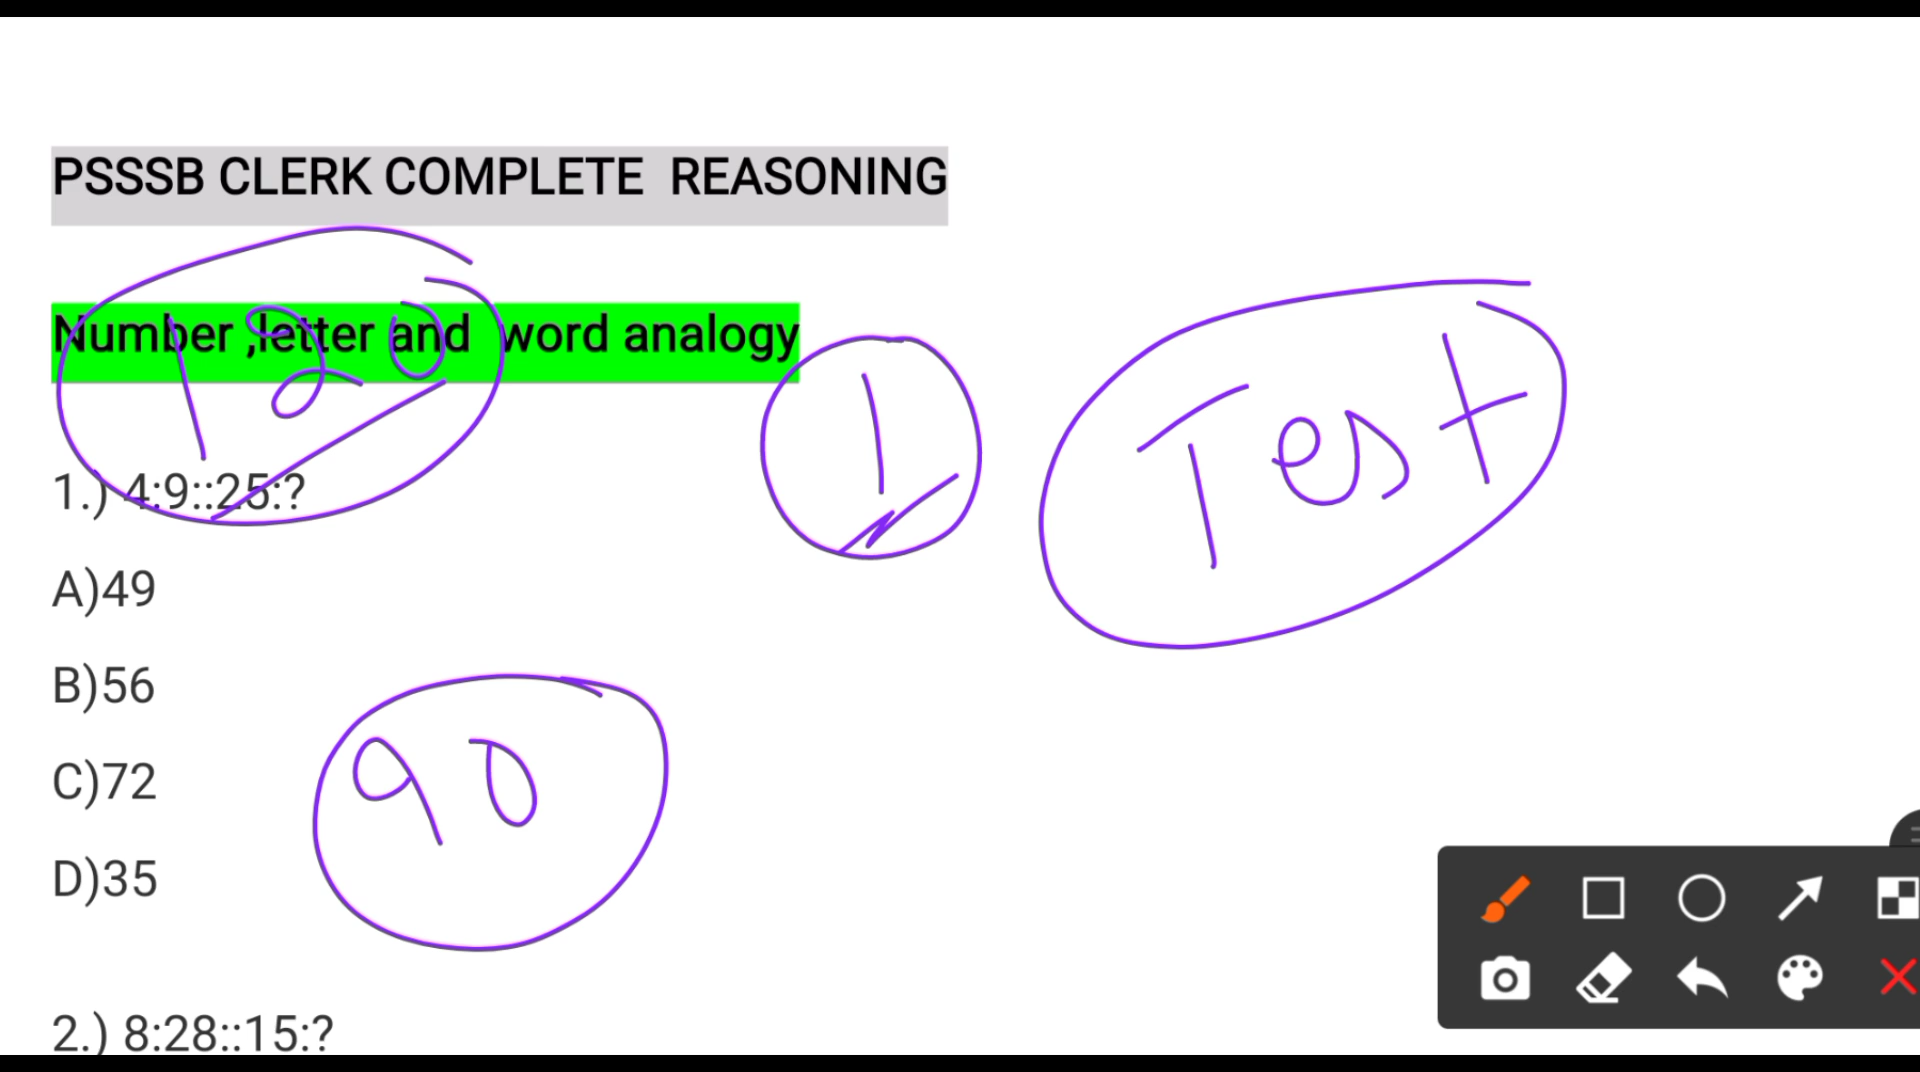 PSSSB CLERK COMPLETE  REASONING
Number ,letter and  word analogy
120
1
Test
1.) 4:9::25:?
A)49
B)56
C)72
90
D)35
2.) 8:28::15:?